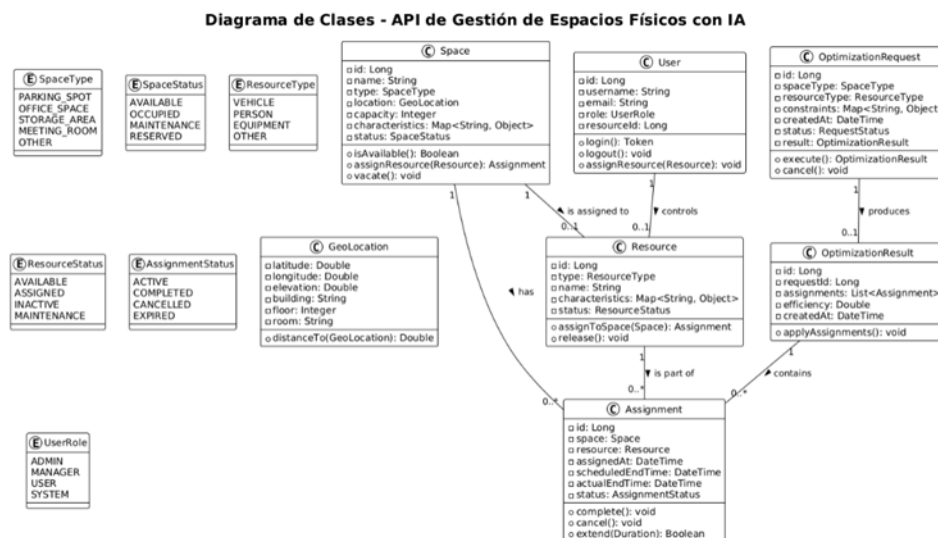 Diagrama de Clases - API de Gestión de Espacios Físicos con IA
E SpaceType
PARKING_SPOT
OFFICE_SPACE
STORAGE_AREA
MEETING_ROOM
OTHER
E SpaceStatus
AVAILABLE
OCCUPIED
MAINTENANCE
RESERVED
E ResourceType
VEHICLE
PERSON
EQUIPMENT
OTHER
C Space
id: Long
name: String
type: SpaceType
location: GeoLocation
capacity: Integer
characteristics: Map<String, Object>
status: SpaceStatus
isAvailable(): Boolean
assignResource(Resource): Assignment
vacate(): void
C User
id: Long
username: String
email: String
role: UserRole
resourceId: Long
login(): Token
logout(): void
assignResource(Resource): void
C OptimizationRequest
id: Long
spaceType: SpaceType
resourceType: ResourceType
constraints: Map<String, Object
createdAt: DateTime
status: RequestStatus
result: OptimizationResult
execute(): OptimizationResult
cancel(): void
1
1
1
1
is assigned to
controls
produces
0..1
0..1
0..1
E ResourceStatus
AVAILABLE
ASSIGNED
INACTIVE
MAINTENANCE
E AssignmentStatus
ACTIVE
COMPLETED
CANCELLED
EXPIRED
C GeoLocation
latitude: Double
longitude: Double
elevation: Double
building: String
floor: Integer
room: String
distanceTo(GeoLocation): Double
has
C Resource
id: Long
type: ResourceType
name: String
characteristics: Map<String, Object>
status: ResourceStatus
assignToSpace(Space): Assignment
release(): void
C OptimizationResult
id: Long
requestId: Long
assignments: List<Assignment>
efficiency: Double
createdAt: DateTime
applyAssignments(): void
1
1
is part of
contains
0..*
0..*
0..*
E UserRole
ADMIN
MANAGER
USER
SYSTEM
C Assignment
id: Long
space: Space
resource: Resource
assignedAt: DateTime
scheduledEndTime: DateTime
actualEndTime: DateTime
status: AssignmentStatus
complete(): void
cancel(): void
extend(Duration): Boolean